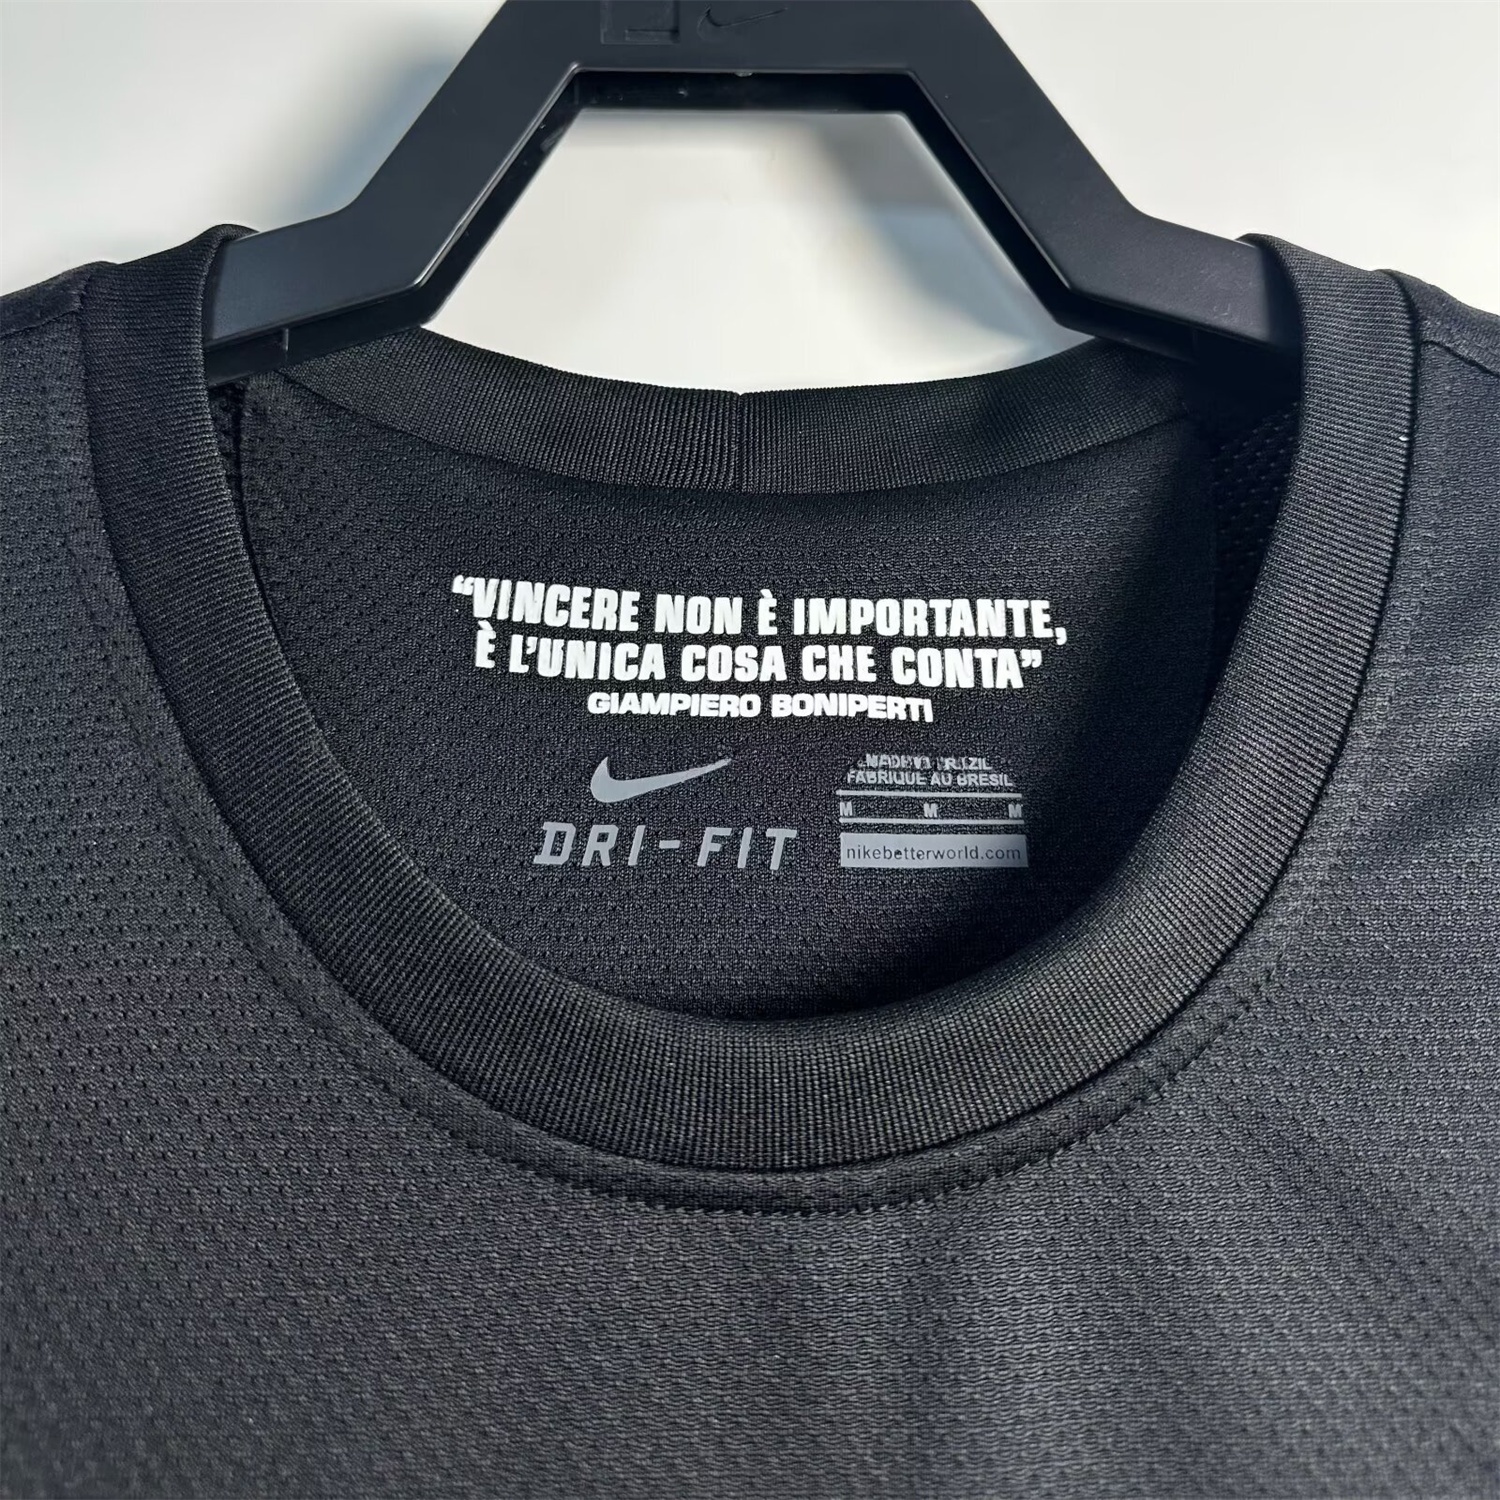 “VINCERE NON È IMPORTANTE,
È L’UNICA COSA CHE CONTA”
GIAMPIERO BONIPERTI
DRI-FIT
FABRIQUE AU BRESIL
M M M
nikebetterworld.com